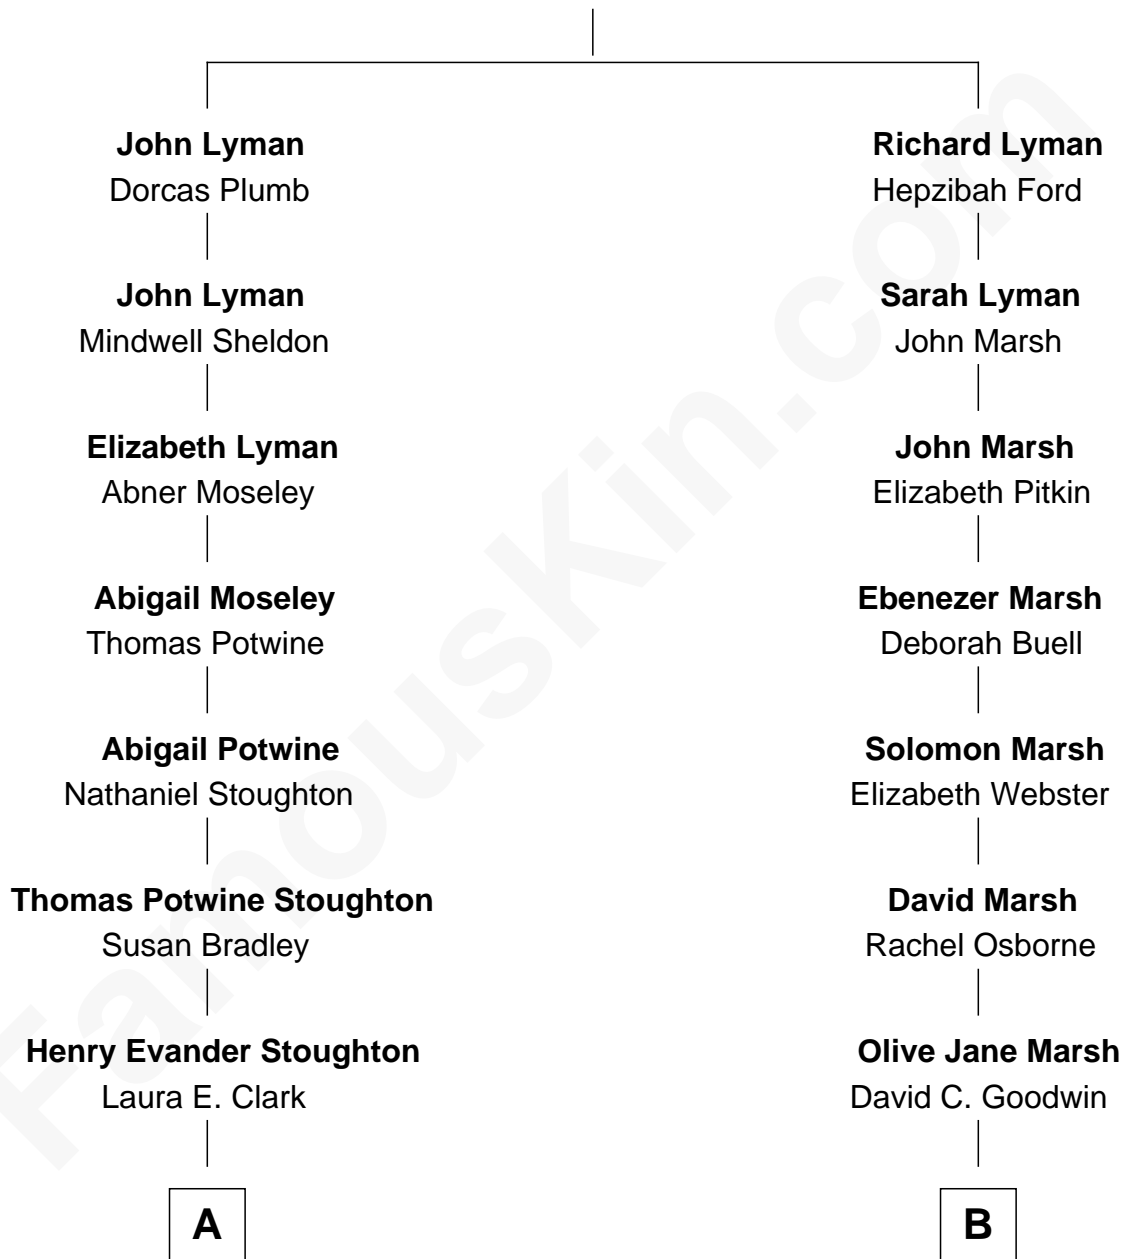 John Lyman
Dorcas Plumb
Richard Lyman
Hepzibah Ford
John Lyman
Mindwell Sheldon
Sarah Lyman
John Marsh
Elizabeth Lyman
Abner Moseley
John Marsh
Elizabeth Pitkin
Abigail Moseley
Thomas Potwine
Ebenezer Marsh
Deborah Buell
Abigail Potwine
Nathaniel Stoughton
Solomon Marsh
Elizabeth Webster
Thomas Potwine Stoughton
Susan Bradley
David Marsh
Rachel Osborne
Henry Evander Stoughton
Laura E. Clark
Olive Jane Marsh
David C. Goodwin
A
B
FamousKin.com